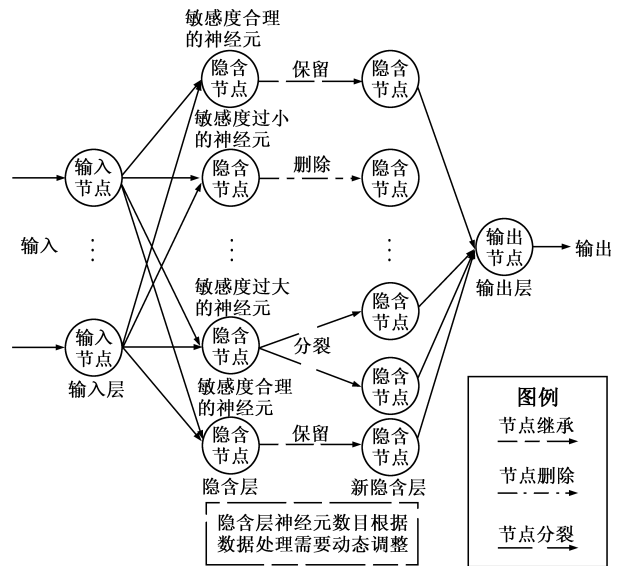 敏感度合理
的神经元
隐含
节点
保留
隐含
节点
敏感度过小
的神经元
输入
节点
隐含
节点
删除
隐含
节点
输入
输出
节点
输出
输出层
敏感度过大
的神经元
输入
节点
输入层
隐含
节点
分裂
隐含
节点
隐含
节点
敏感度合理
的神经元
隐含
节点
保留
隐含
节点
隐含层
新隐含层
隐含层神经元数目根据
数据处理需要动态调整
图例
节点继承
节点删除
节点分裂